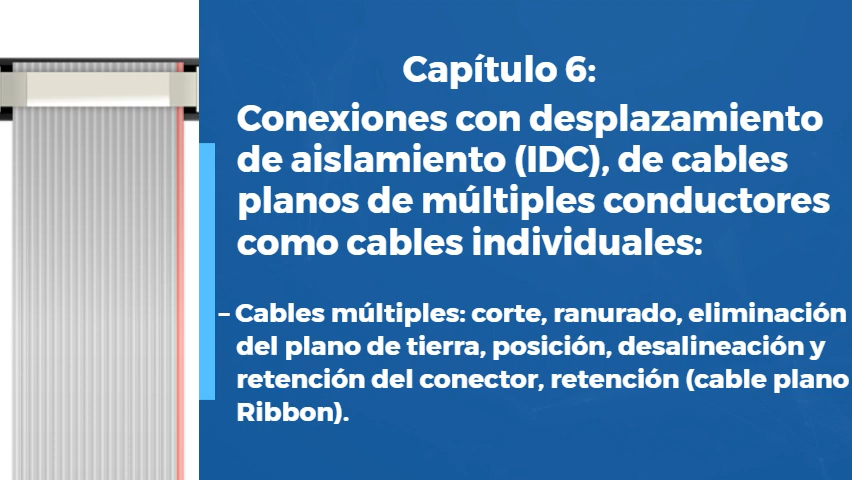 Capítulo 6:
Conexiones con desplazamiento
de aislamiento (IDC), de cables
planos de múltiples conductores
como cables individuales:
– Cables múltiples: corte, ranurado, eliminación
del plano de tierra, posición, desalineación y
retención del conector, retención (cable plano
Ribbon).